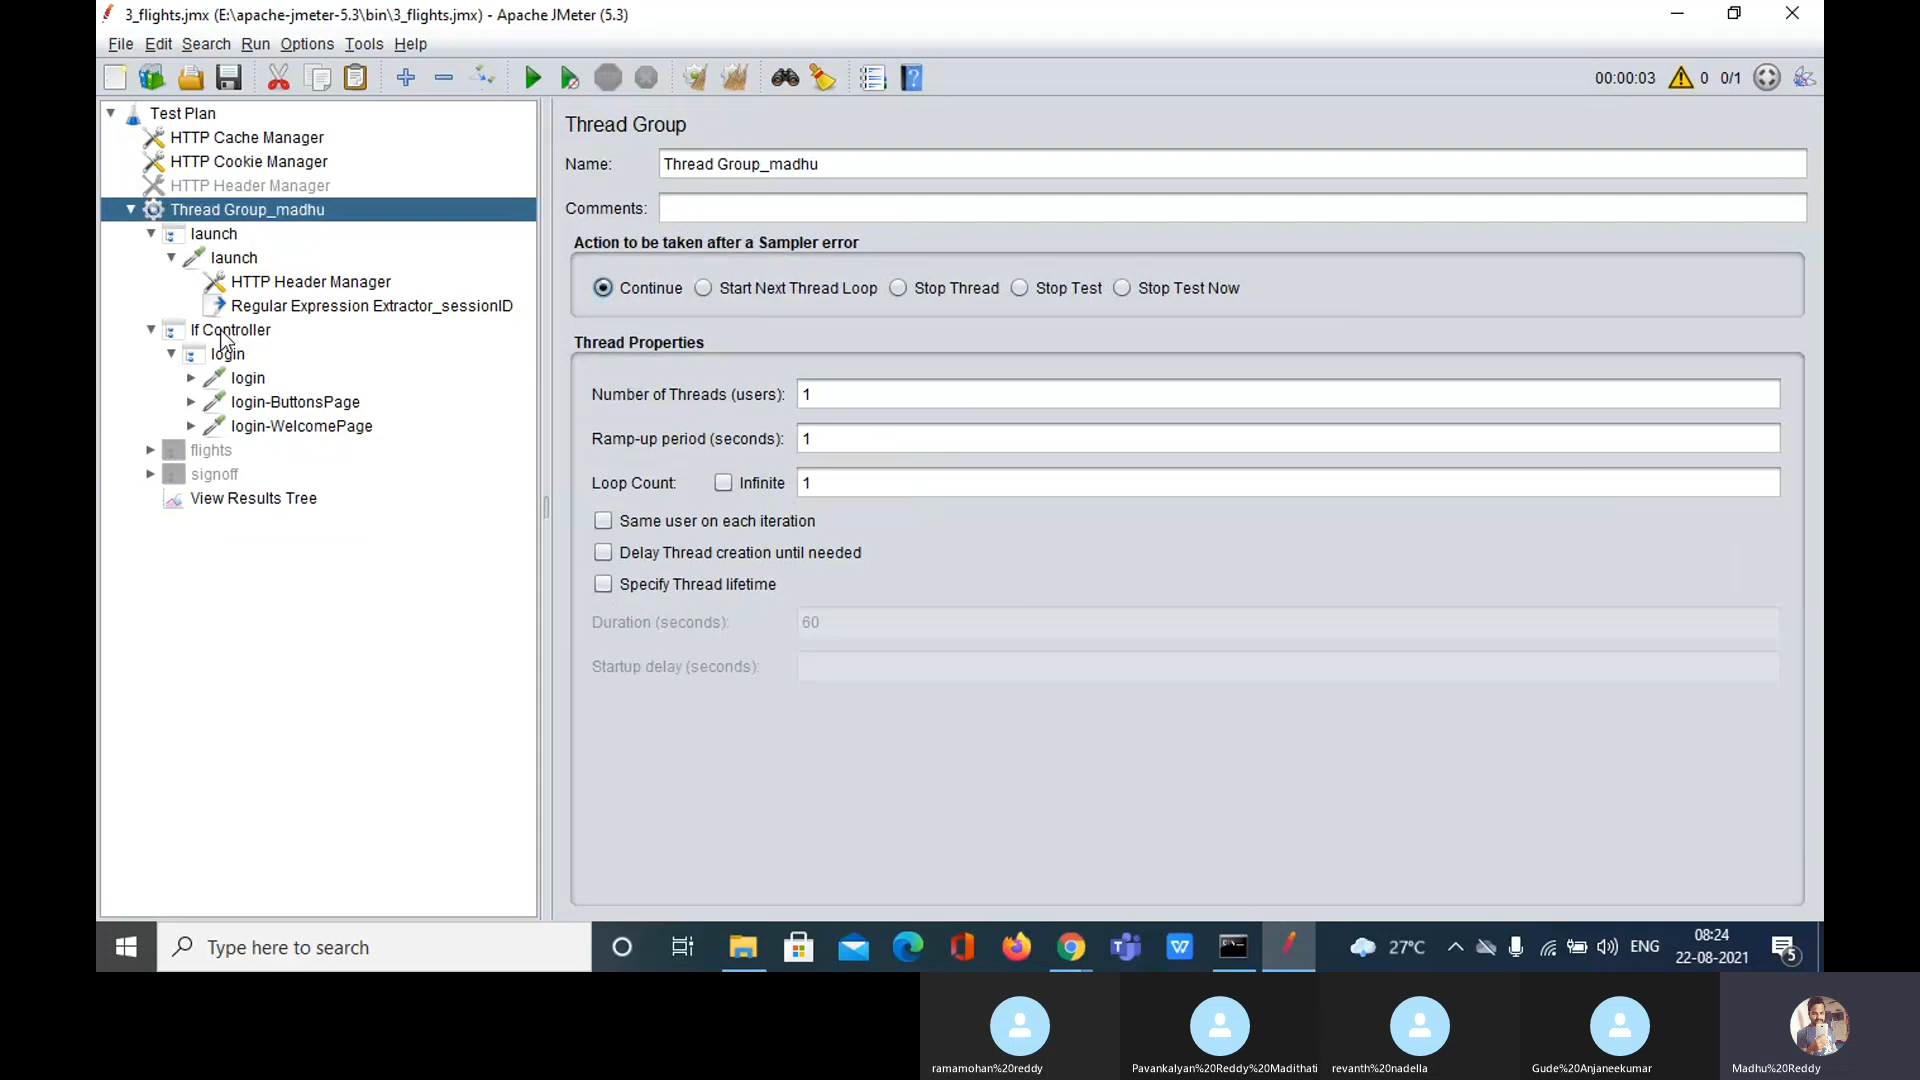 3_flights.jmx (E:\apache-jmeter-5.3\bin\3_flights.jmx) - Apache JMeter (5.3)
File Edit Search Run Options Tools Help
00:00:03 0 0/1
Test Plan
HTTP Cache Manager
HTTP Cookie Manager
HTTP Header Manager
Thread Group_madhu
launch
launch
HTTP Header Manager
Regular Expression Extractor_sessionID
If Controller
login
login
login-ButtonsPage
login-WelcomePage
flights
signoff
View Results Tree
Thread Group
Name: Thread Group_madhu
Comments:
Action to be taken after a Sampler error
Continue Start Next Thread Loop Stop Thread Stop Test Stop Test Now
Thread Properties
Number of Threads (users): 1
Ramp-up period (seconds): 1
Loop Count: Infinite 1
Same user on each iteration
Delay Thread creation until needed
Specify Thread lifetime
Duration (seconds): 60
Startup delay (seconds):
Type here to search
27°C
ENG
08:24
22-08-2021
5
ramamohan%20reddy
Pavankalyan%20Reddy%20Madithati
revanth%20nadella
Gude%20Anjaneekumar
Madhu%20Reddy